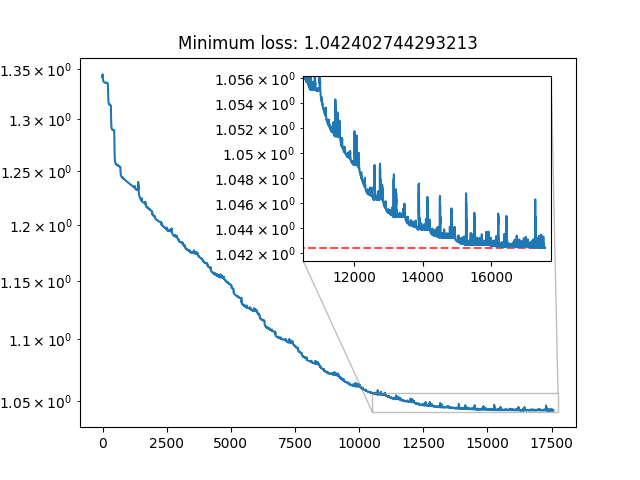 Minimum loss: 1.042402744293213
1.35 × 10⁰
1.3 × 10⁰
1.25 × 10⁰
1.2 × 10⁰
1.15 × 10⁰
1.1 × 10⁰
1.05 × 10⁰
1.056 × 10⁰
1.054 × 10⁰
1.052 × 10⁰
1.05 × 10⁰
1.048 × 10⁰
1.046 × 10⁰
1.044 × 10⁰
1.042 × 10⁰
12000 14000 16000
0 2500 5000 7500 10000 12500 15000 17500